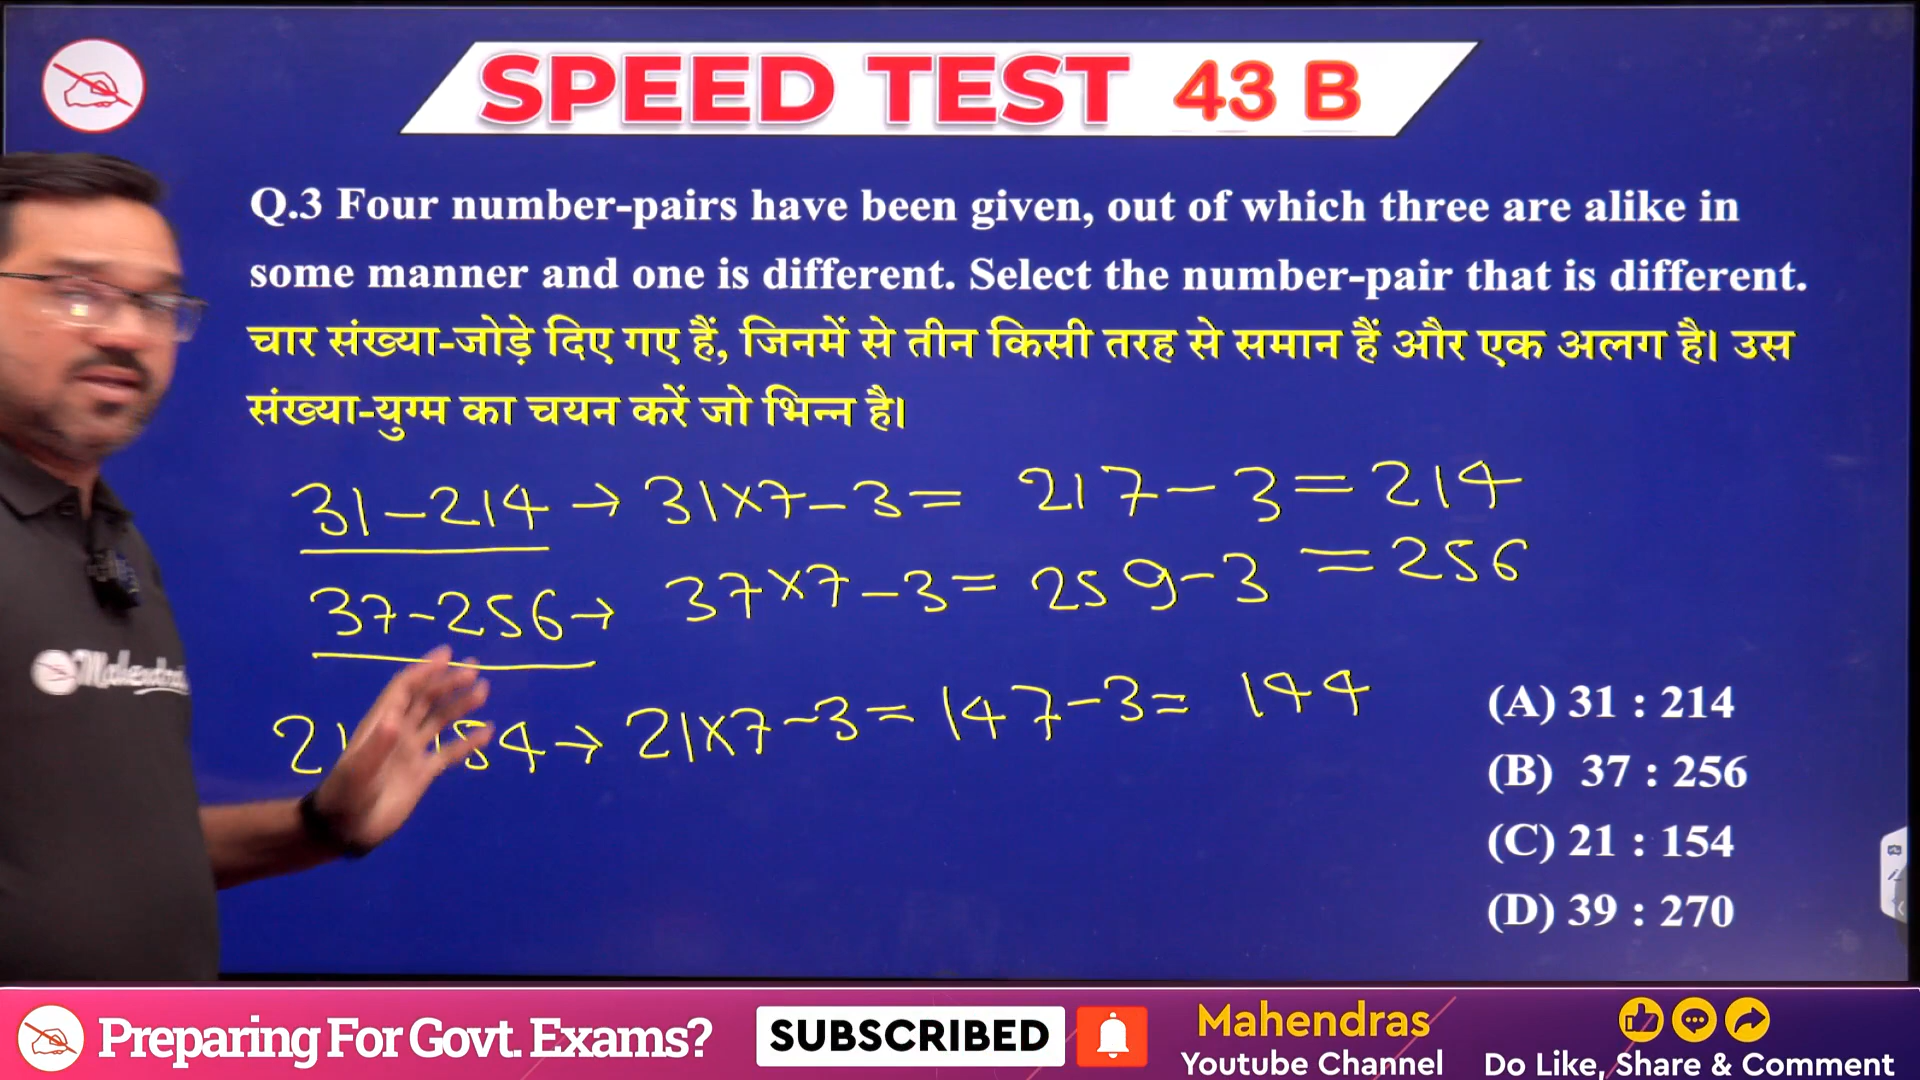 SPEED TEST 43 B
Q.3 Four number-pairs have been given, out of which three are alike in
some manner and one is different. Select the number-pair that is different.
चार संख्या-जोड़े दिए गए हैं, जिनमें से तीन किसी तरह से समान हैं और एक अलग है। उस
संख्या-युग्म का चयन करें जो भिन्न है।
31-214 → 31×7-3= 217-3=214
37-256→ 37×7-3= 259-3 =256
21 154→ 21×7-3= 147-3= 144
(A) 31 : 214
(B) 37 : 256
(C) 21 : 154
(D) 39 : 270
Mahendras
Preparing For Govt. Exams?
SUBSCRIBED
Mahendras
Youtube Channel
Do Like, Share & Comment